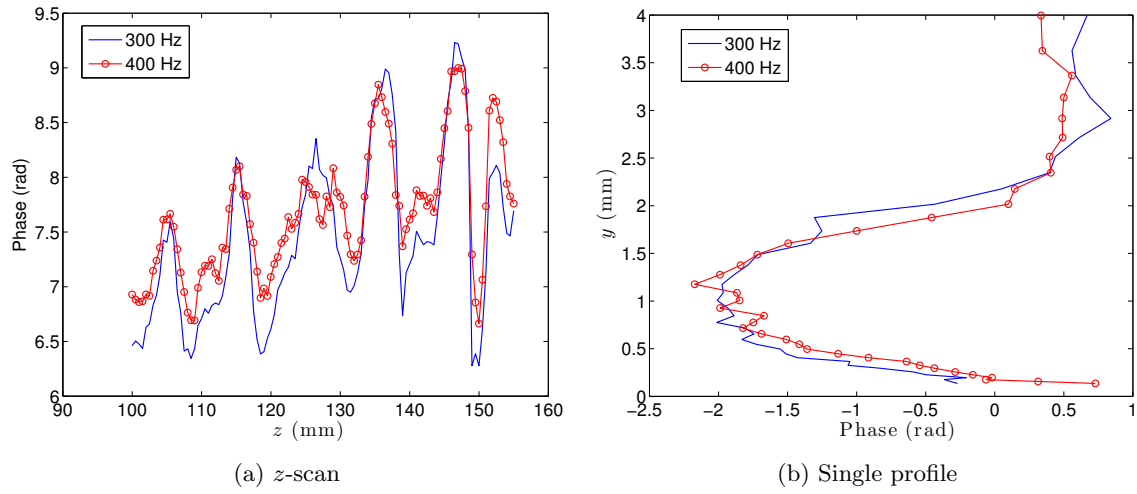 9.5
9
8.5
8
7.5
7
6.5
6
Phase (rad)
300 Hz
400 Hz
90 100 110 120 130 140 150 160
z (mm)
(a) z-scan
4
3.5
3
2.5
2
1.5
1
0.5
0
y (mm)
300 Hz
400 Hz
−2.5 −2 −1.5 −1 −0.5 0 0.5 1
Phase (rad)
(b) Single profile